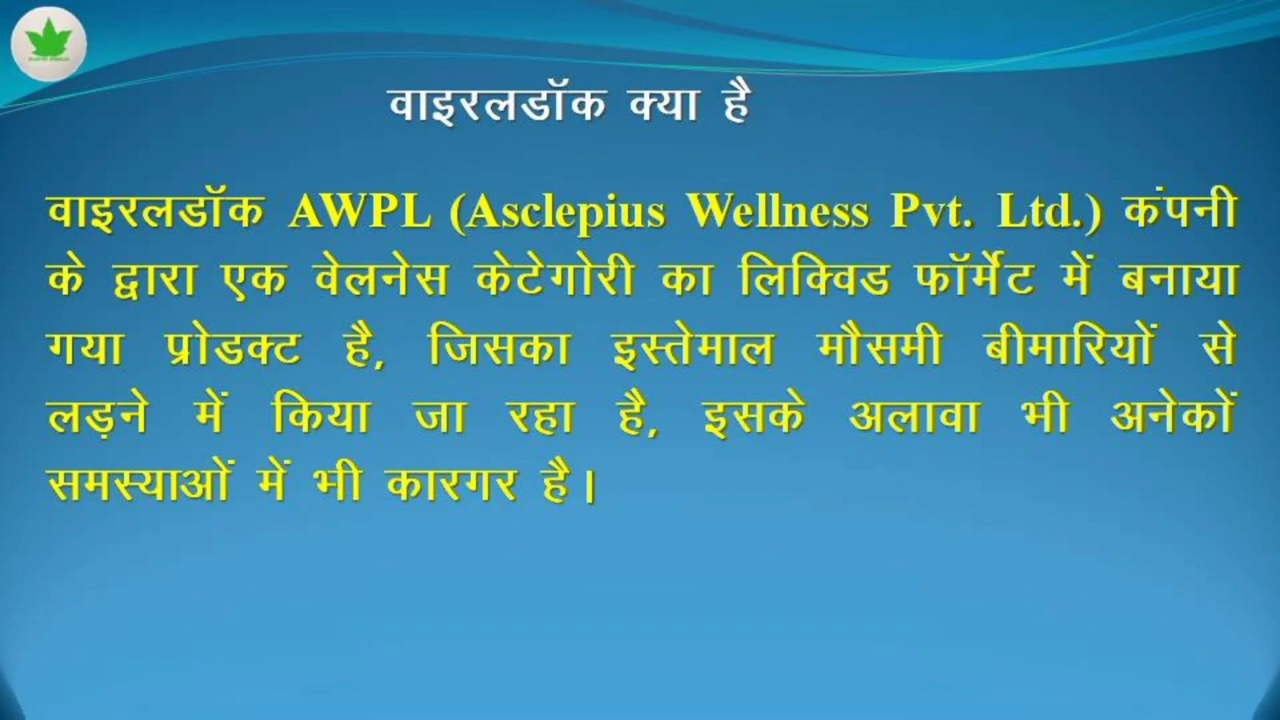 वाइरलडॉक क्या है
वाइरलडॉक AWPL (Asclepius Wellness Pvt. Ltd.) कंपनी
के द्वारा एक वेलनेस केटेगोरी का लिक्विड फॉर्मेट में बनाया
गया प्रोडक्ट है, जिसका इस्तेमाल मौसमी बीमारियों से
लड़ने में किया जा रहा है, इसके अलावा भी अनेकों
समस्याओं में भी कारगर है।